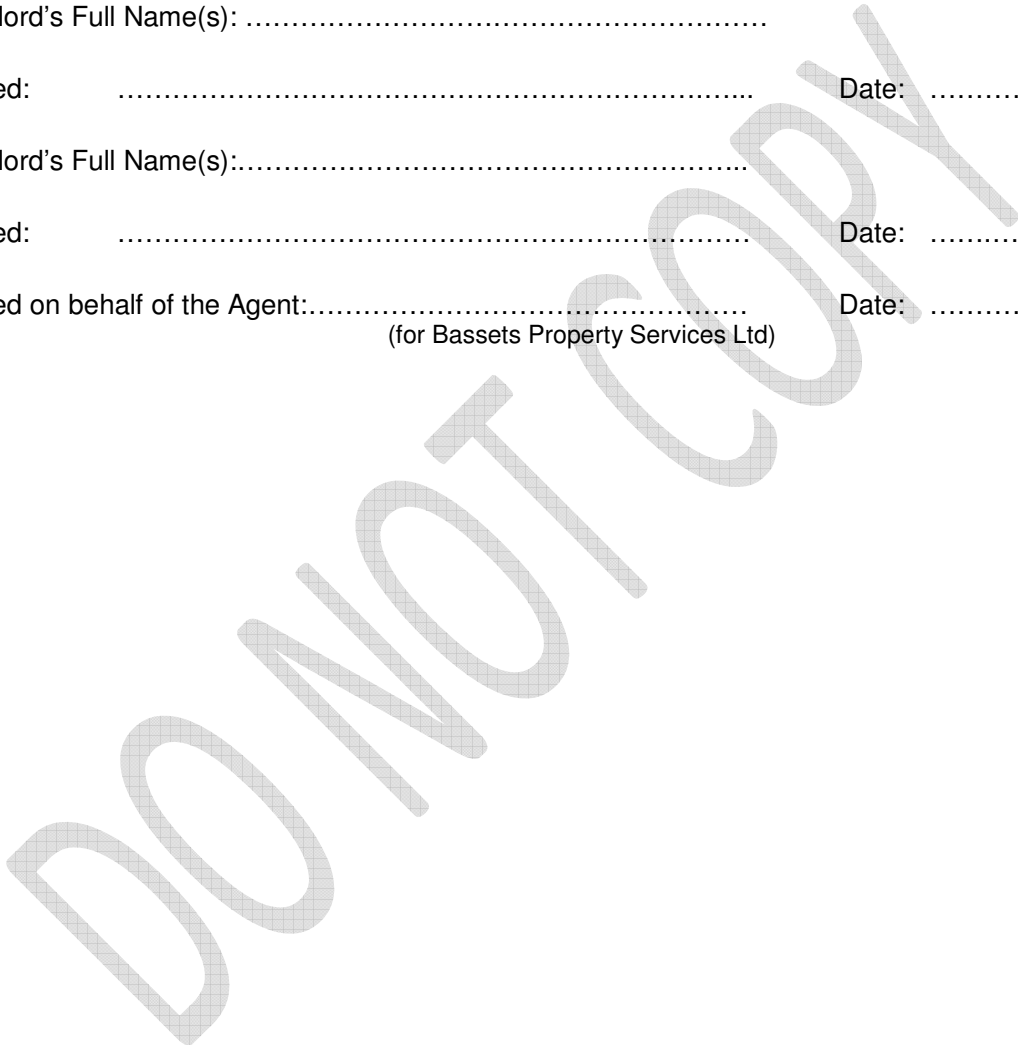 lord's Full Name(s): ……………………………………………………
ed: …………………………………………………………….. Date: ……….
lord's Full Name(s):…………………………………………………..
ed: ……………………………………………………………. Date: ……….
ed on behalf of the Agent:………………………………………… Date: ……….
(for Bassets Property Services Ltd)
DO NOT COPY